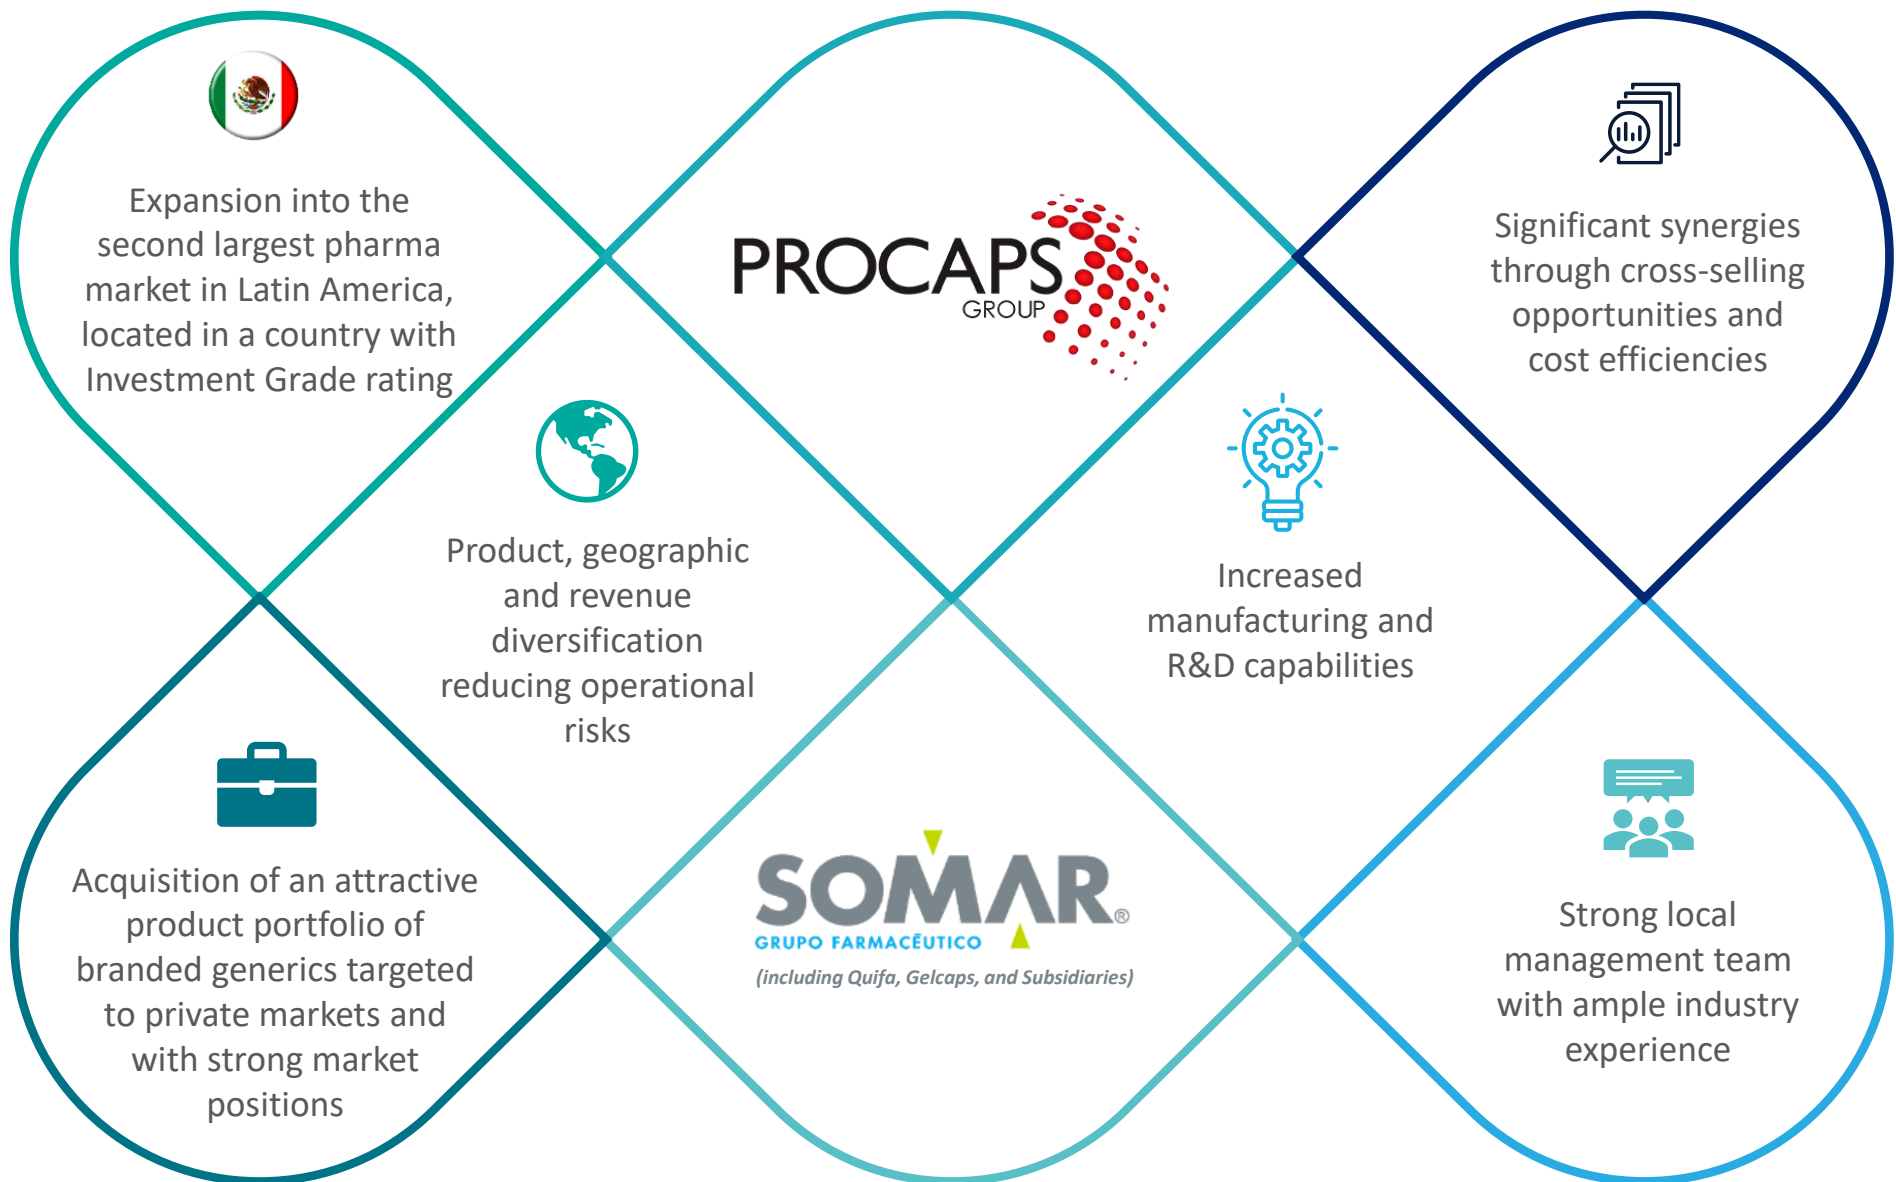 Expansion into the
second largest pharma
market in Latin America,
located in a country with
Investment Grade rating
PROCAPS
GROUP
Significant synergies
through cross-selling
opportunities and
cost efficiencies
Product, geographic
and revenue
diversification
reducing operational
risks
Increased
manufacturing and
R&D capabilities
Acquisition of an attractive
product portfolio of
branded generics targeted
to private markets and
with strong market
positions
SOMAR®
GRUPO FARMACÉUTICO
(including Quifa, Gelcaps, and Subsidiaries)
Strong local
management team
with ample industry
experience